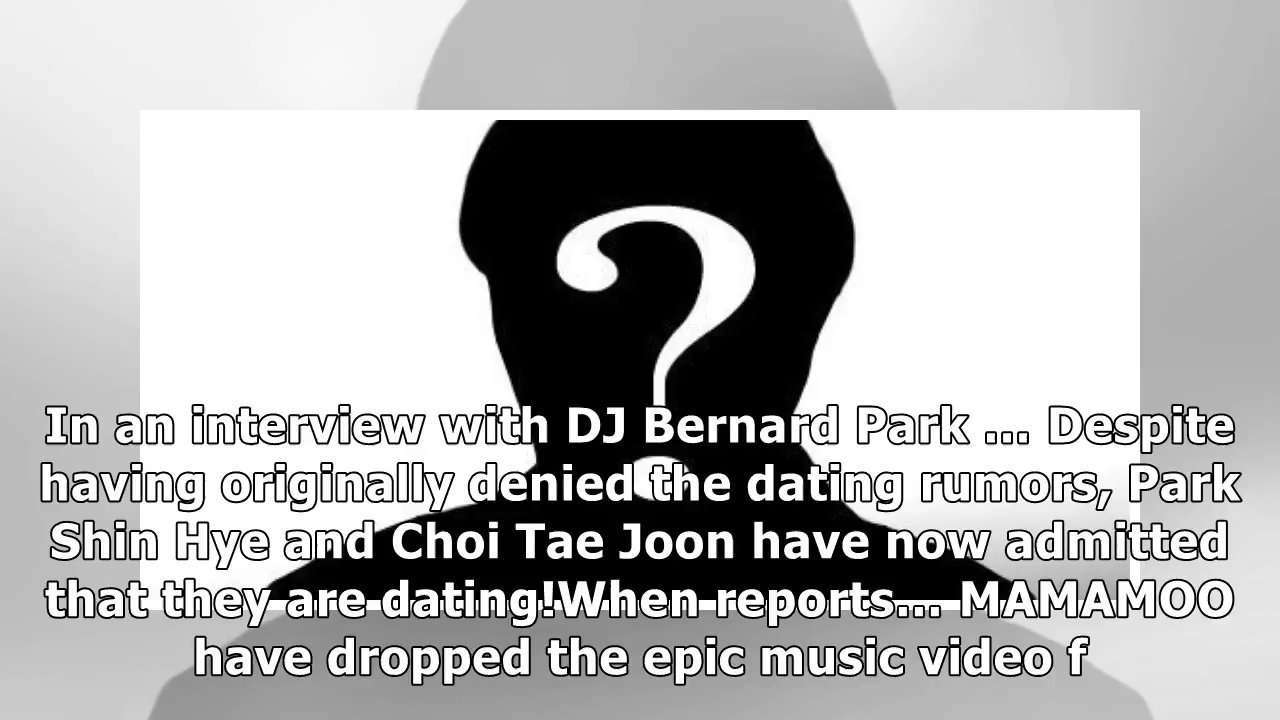 In an interview with DJ Bernard Park ... Despite
having originally denied the dating rumors, Park
Shin Hye and Choi Tae Joon have now admitted
that they are dating!When reports... MAMAMOO
have dropped the epic music video f